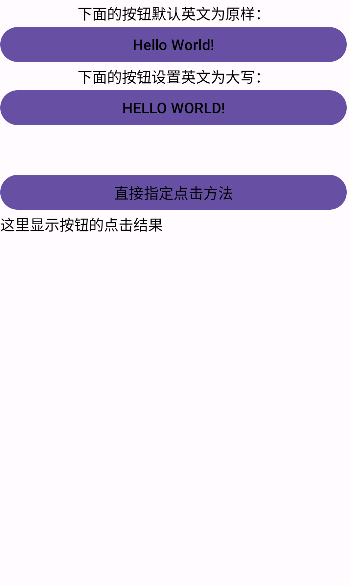 下面的按钮默认英文为原样：
Hello World!
下面的按钮设置英文为大写：
HELLO WORLD!
直接指定点击方法
这里显示按钮的点击结果